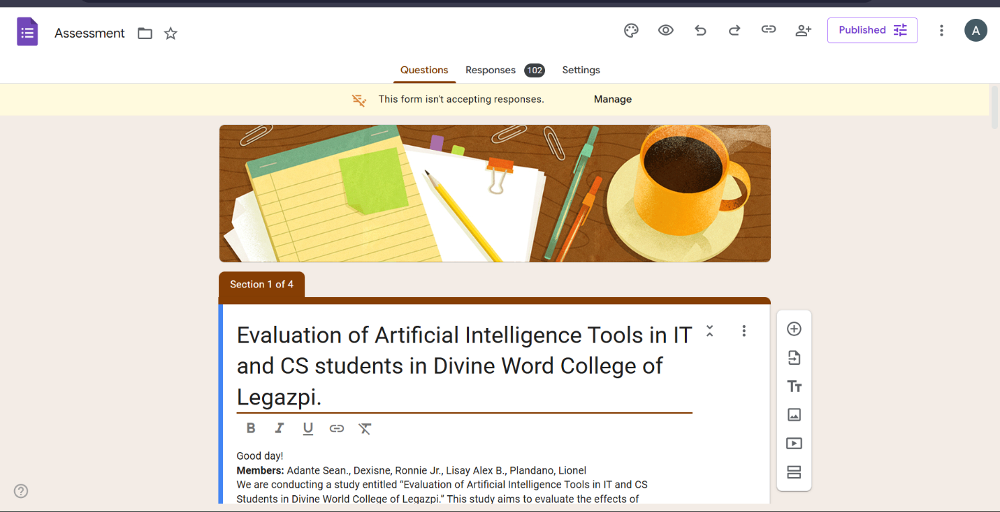 Assessment
Published
A
Questions
Responses 102
Settings
This form isn't accepting responses.
Manage
Section 1 of 4
Evaluation of Artificial Intelligence Tools in IT
and CS students in Divine Word College of
Legazpi.
B I U
Good day!
Members: Adante Sean., Dexisne, Ronnie Jr., Lisay Alex B., Plandano, Lionel
We are conducting a study entitled “Evaluation of Artificial Intelligence Tools in IT and CS
Students in Divine World College of Legazpi.” This study aims to evaluate the effects of
Tт